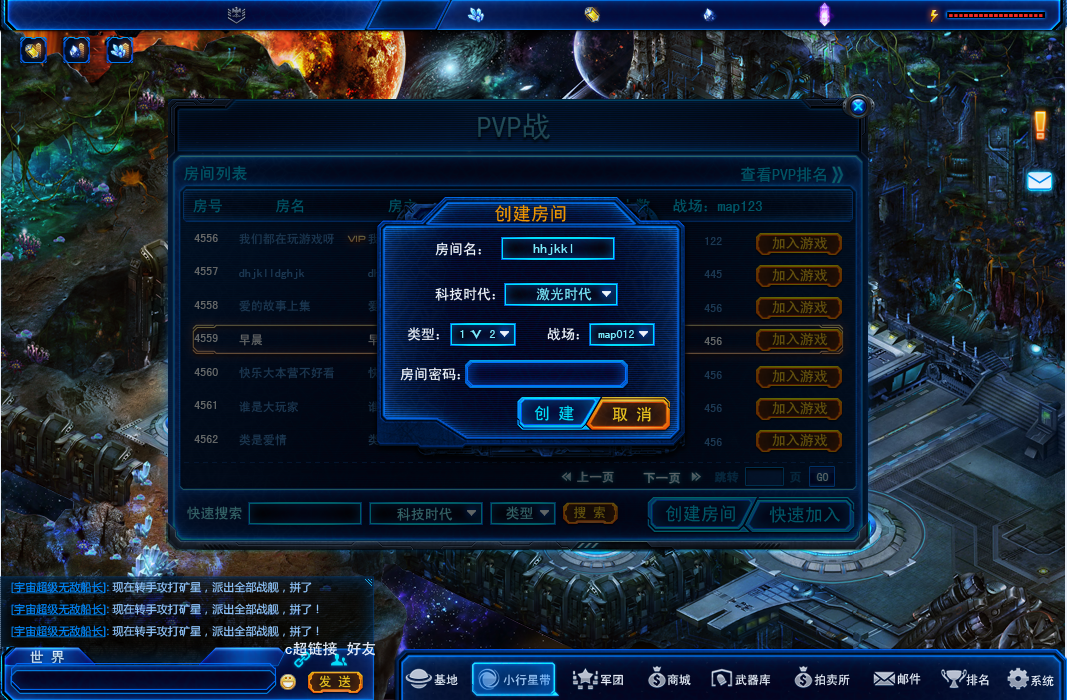 PVP战
房间列表 查看PVP排名
房号 房名 战场：map123
创建房间
4556 我们都在玩游戏呀 VIP 122 加入游戏
4557 dhjklldghjk 445 加入游戏
4558 爱的故事上集 456 加入游戏
4559 早晨 456 加入游戏
4560 快乐大本营不好看 456 加入游戏
4561 谁是大玩家 456 加入游戏
4562 类是爱情 456 加入游戏
房间名： hhjkkl
科技时代： 激光时代
类型： 1 V 2 战场： map012
房间密码：
创建 取消
上一页 下一页 跳转 页 GO
快速搜索 科技时代 类型 搜索 创建房间 快速加入
[宇宙超级无敌船长]: 现在转手攻打矿星，派出全部战舰，拼了
[宇宙超级无敌船长]: 现在转手攻打矿星，派出全部战舰，拼了！
[宇宙超级无敌船长]: 现在转手攻打矿星，派出全部战舰，拼了！
c超链接 好友
世界
发送
基地 小行星带 军团 商城 武器库 拍卖所 邮件 排名 系统